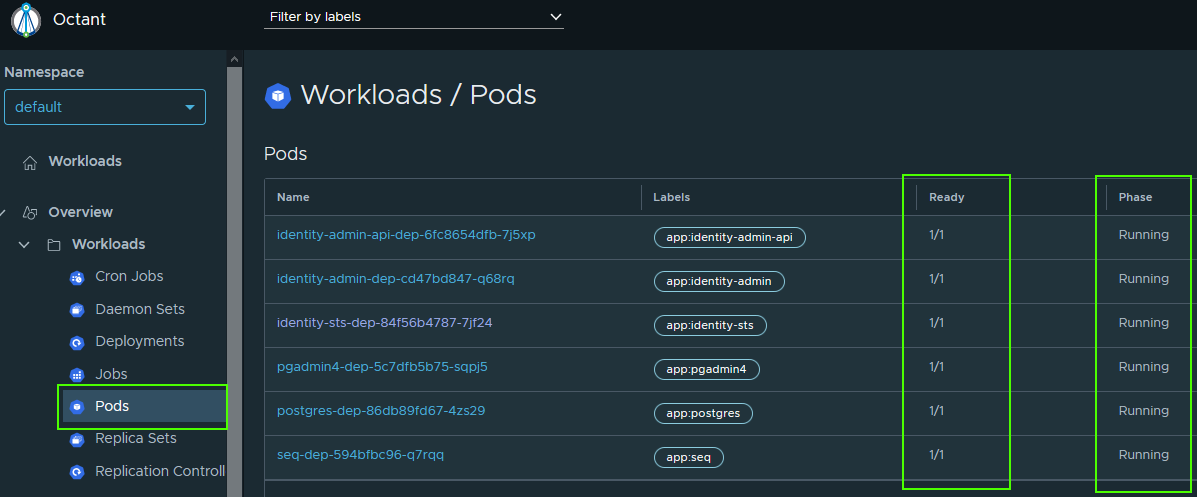 Octant
Filter by labels
Namespace
default
Workloads
Overview
Workloads
Cron Jobs
Daemon Sets
Deployments
Jobs
Pods
Replica Sets
Replication Controll
Workloads / Pods
Pods
Name Labels Ready Phase
identity-admin-api-dep-6fc8654dfb-7j5xp app:identity-admin-api 1/1 Running
identity-admin-dep-cd47bd847-q68rq app:identity-admin 1/1 Running
identity-sts-dep-84f56b4787-7jf24 app:identity-sts 1/1 Running
pgadmin4-dep-5c7dfb5b75-sqpj5 app:pgadmin4 1/1 Running
postgres-dep-86db89fd67-4zs29 app:postgres 1/1 Running
seq-dep-594bfbc96-q7rqq app:seq 1/1 Running